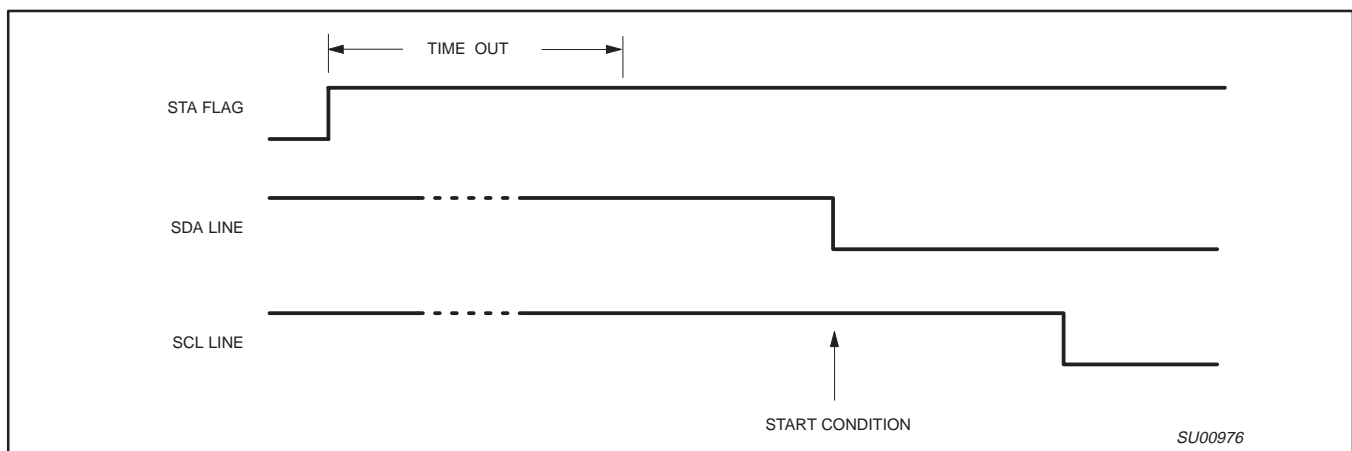 TIME OUT
STA FLAG
SDA LINE
SCL LINE
START CONDITION
SU00976